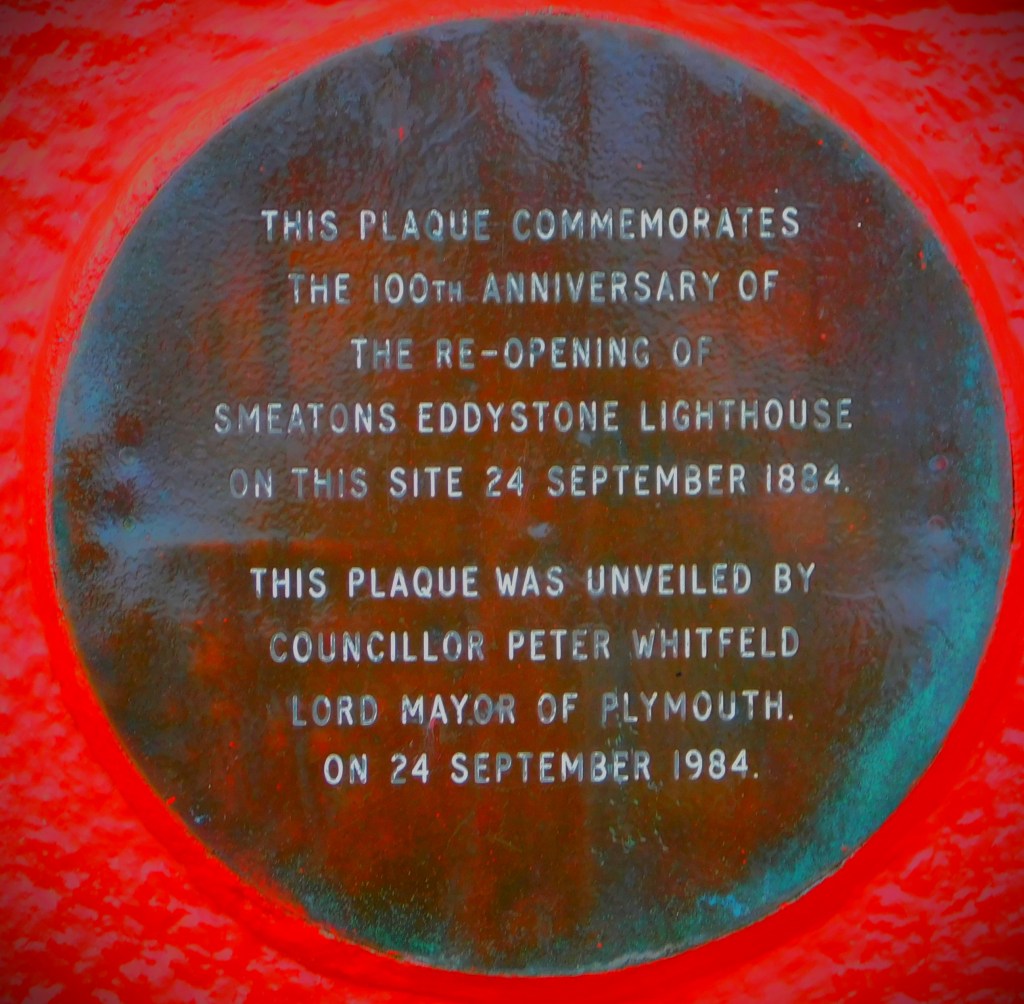 THIS PLAQUE COMMEMORATES
THE 100TH ANNIVERSARY OF
THE RE-OPENING OF
SMEATONS EDDYSTONE LIGHTHOUSE
ON THIS SITE 24 SEPTEMBER 1884.
THIS PLAQUE WAS UNVEILED BY
COUNCILLOR PETER WHITFELD
LORD MAYOR OF PLYMOUTH.
ON 24 SEPTEMBER 1984.